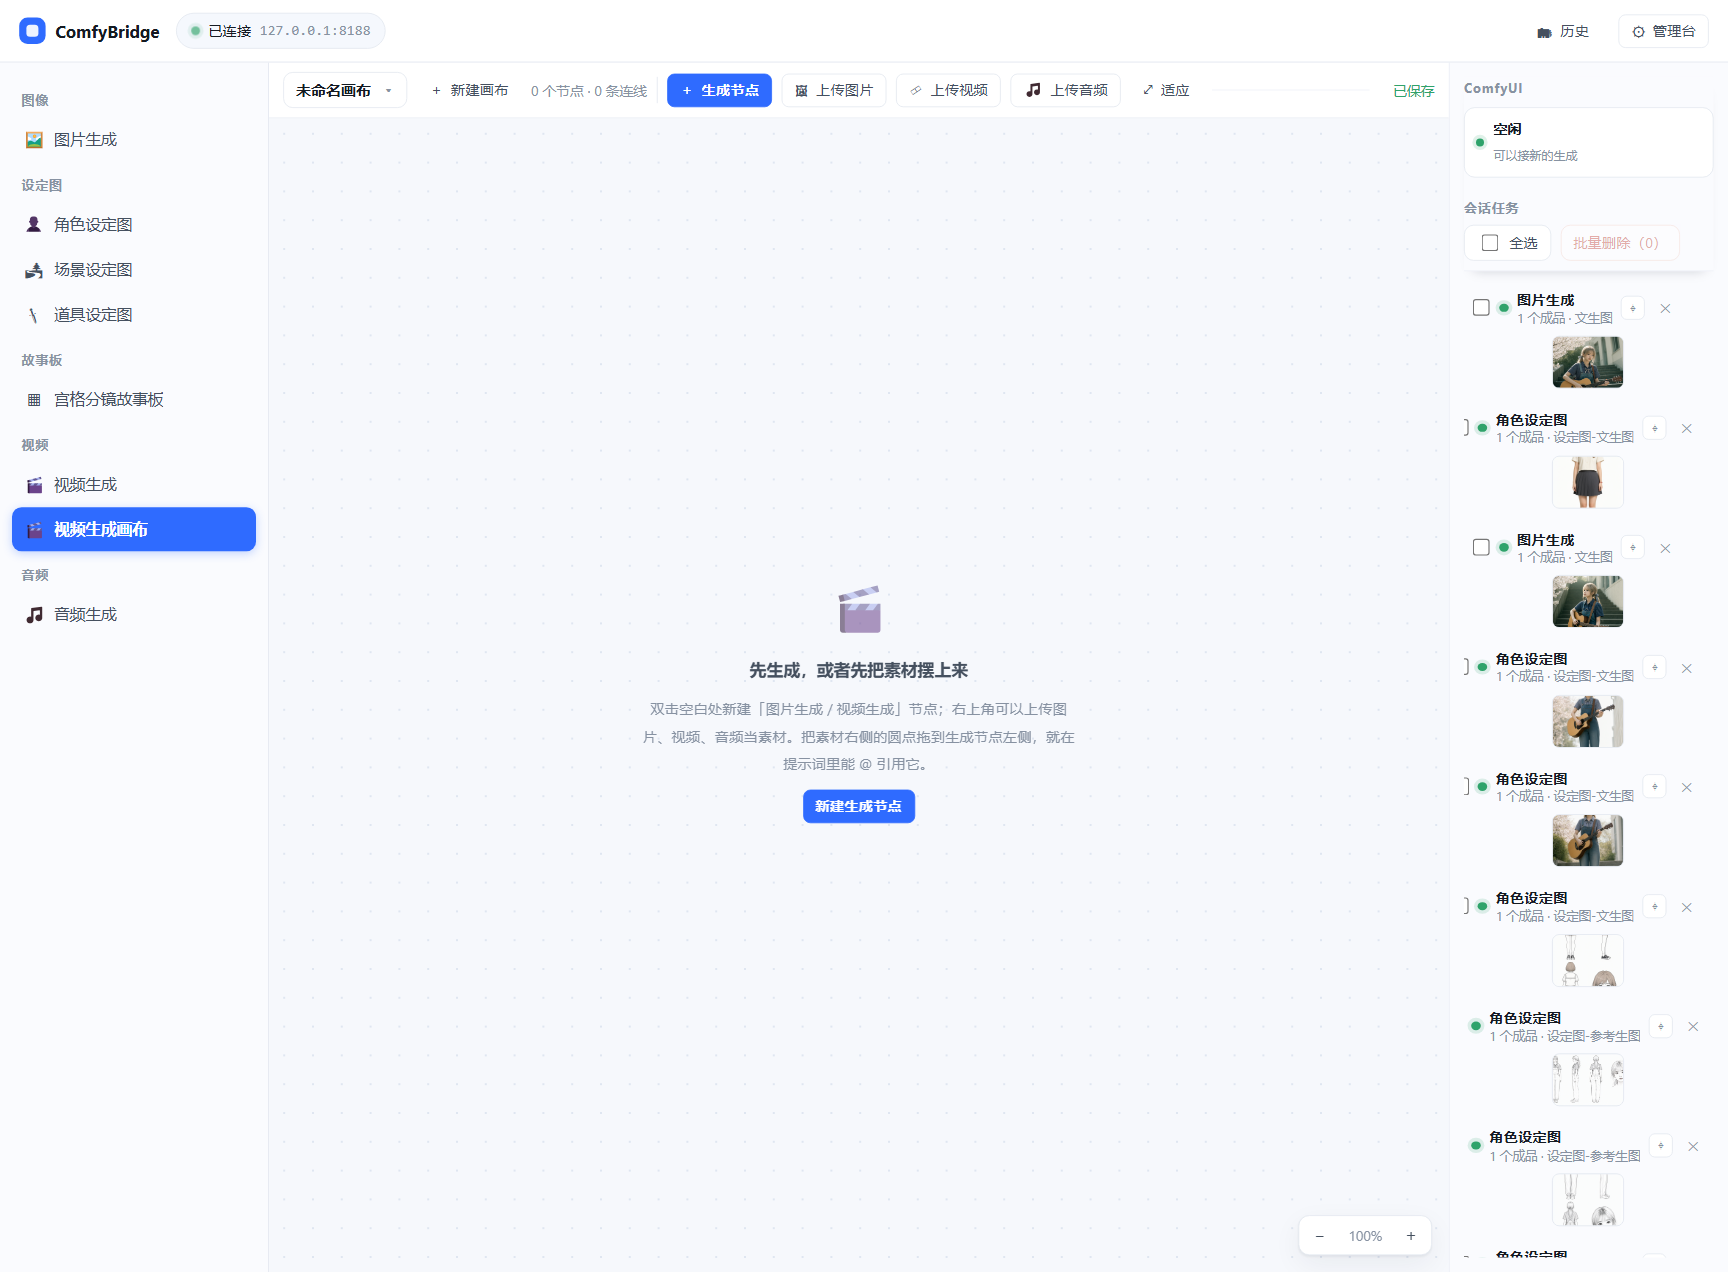 ComfyBridge
已连接 127.0.0.1:8188
历史
管理台
图像
图片生成
设定图
角色设定图
场景设定图
道具设定图
故事板
宫格分镜故事板
视频
视频生成
视频生成画布
音频
音频生成
未命名画布
+ 新建画布
0 个节点 · 0 条连线
+ 生成节点
上传图片
上传视频
上传音频
适应
已保存
先生成，或者先把素材摆上来
双击空白处新建「图片生成 / 视频生成」节点；右上角可以上传图
片、视频、音频当素材。把素材右侧的圆点拖到生成节点左侧，就在
提示词里能 @ 引用它。
新建生成节点
− 100% +
ComfyUI
空闲
可以接新的生成
会话任务
全选
批量删除（0）
图片生成
1 个成品 · 文生图
角色设定图
1 个成品 · 设定图-文生图
图片生成
1 个成品 · 文生图
角色设定图
1 个成品 · 设定图-文生图
角色设定图
1 个成品 · 设定图-文生图
角色设定图
1 个成品 · 设定图-文生图
角色设定图
1 个成品 · 设定图-参考生图
角色设定图
1 个成品 · 设定图-参考生图
角色设定图